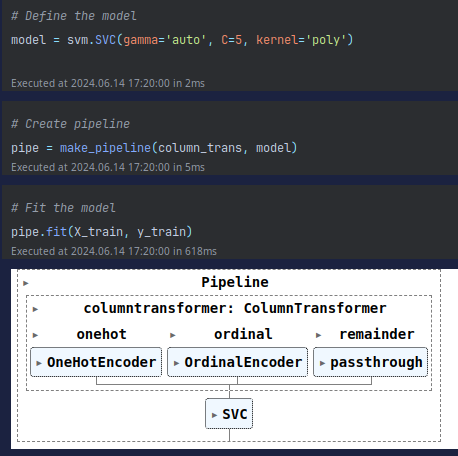 # Define the model
model = svm.SVC(gamma='auto', C=5, kernel='poly')
Executed at 2024.06.14 17:20:00 in 2ms
# Create pipeline
pipe = make_pipeline(column_trans, model)
Executed at 2024.06.14 17:20:00 in 5ms
# Fit the model
pipe.fit(X_train, y_train)
Executed at 2024.06.14 17:20:00 in 618ms
Pipeline
columntransformer: ColumnTransformer
onehot ordinal remainder
OneHotEncoder OrdinalEncoder passthrough
SVC